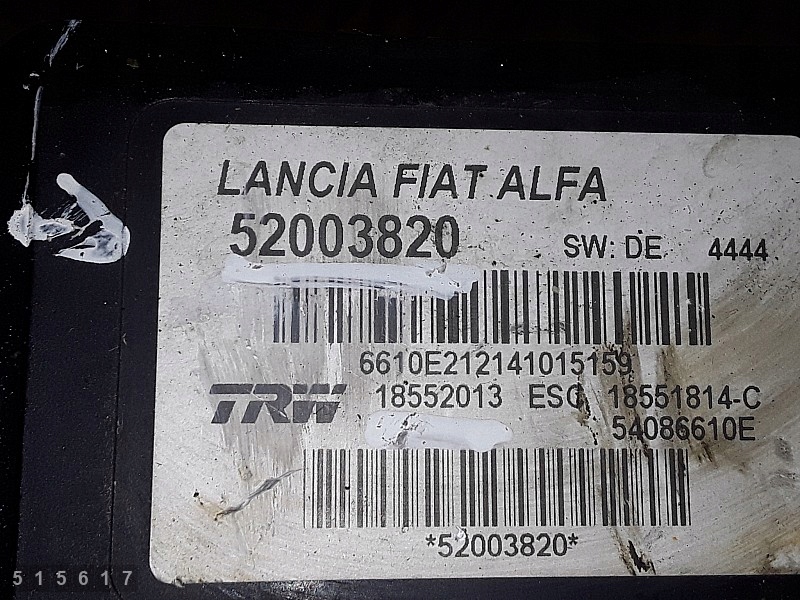 LANCIA FIAT ALFA
52003820 SW: DE 4444
6610E212141015159
TRW 18552013 ESC 18551814-C
54086610E
*52003820*
515617